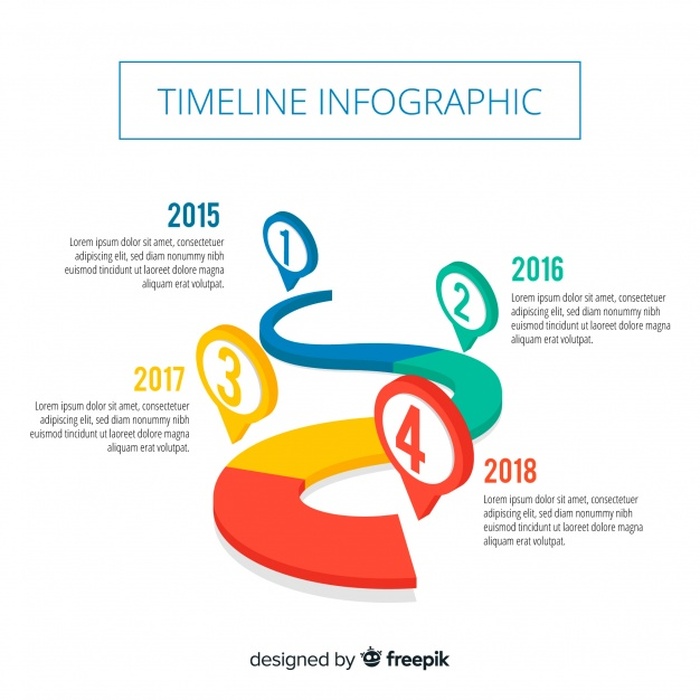 TIMELINE INFOGRAPHIC
2015
Lorem ipsum dolor sit amet, consectetuer
adipiscing elit, sed diam nonummy nibh
euismod tincidunt ut laoreet dolore magna
aliquam erat volutpat.
1
2016
Lorem ipsum dolor sit amet, consectetuer
adipiscing elit, sed diam nonummy nibh
euismod tincidunt ut laoreet dolore magna
aliquam erat volutpat.
2
2017
Lorem ipsum dolor sit amet, consectetuer
adipiscing elit, sed diam nonummy nibh
euismod tincidunt ut laoreet dolore magna
aliquam erat volutpat.
3
4
2018
Lorem ipsum dolor sit amet, consectetuer
adipiscing elit, sed diam nonummy nibh
euismod tincidunt ut laoreet dolore magna
aliquam erat volutpat.
designed by freepik